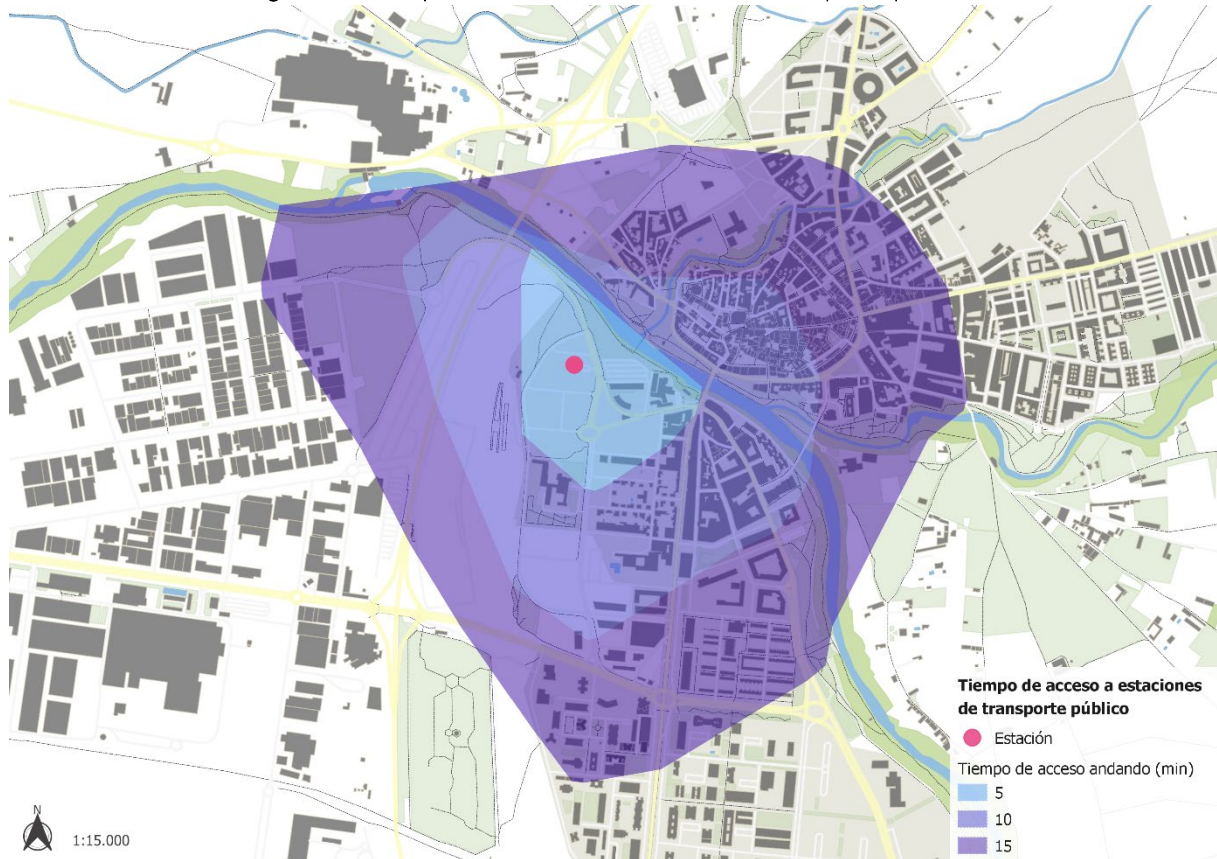 Tiempo de acceso a estaciones
de transporte público
Estación
Tiempo de acceso andando (min)
5
10
15
N
1:15.000